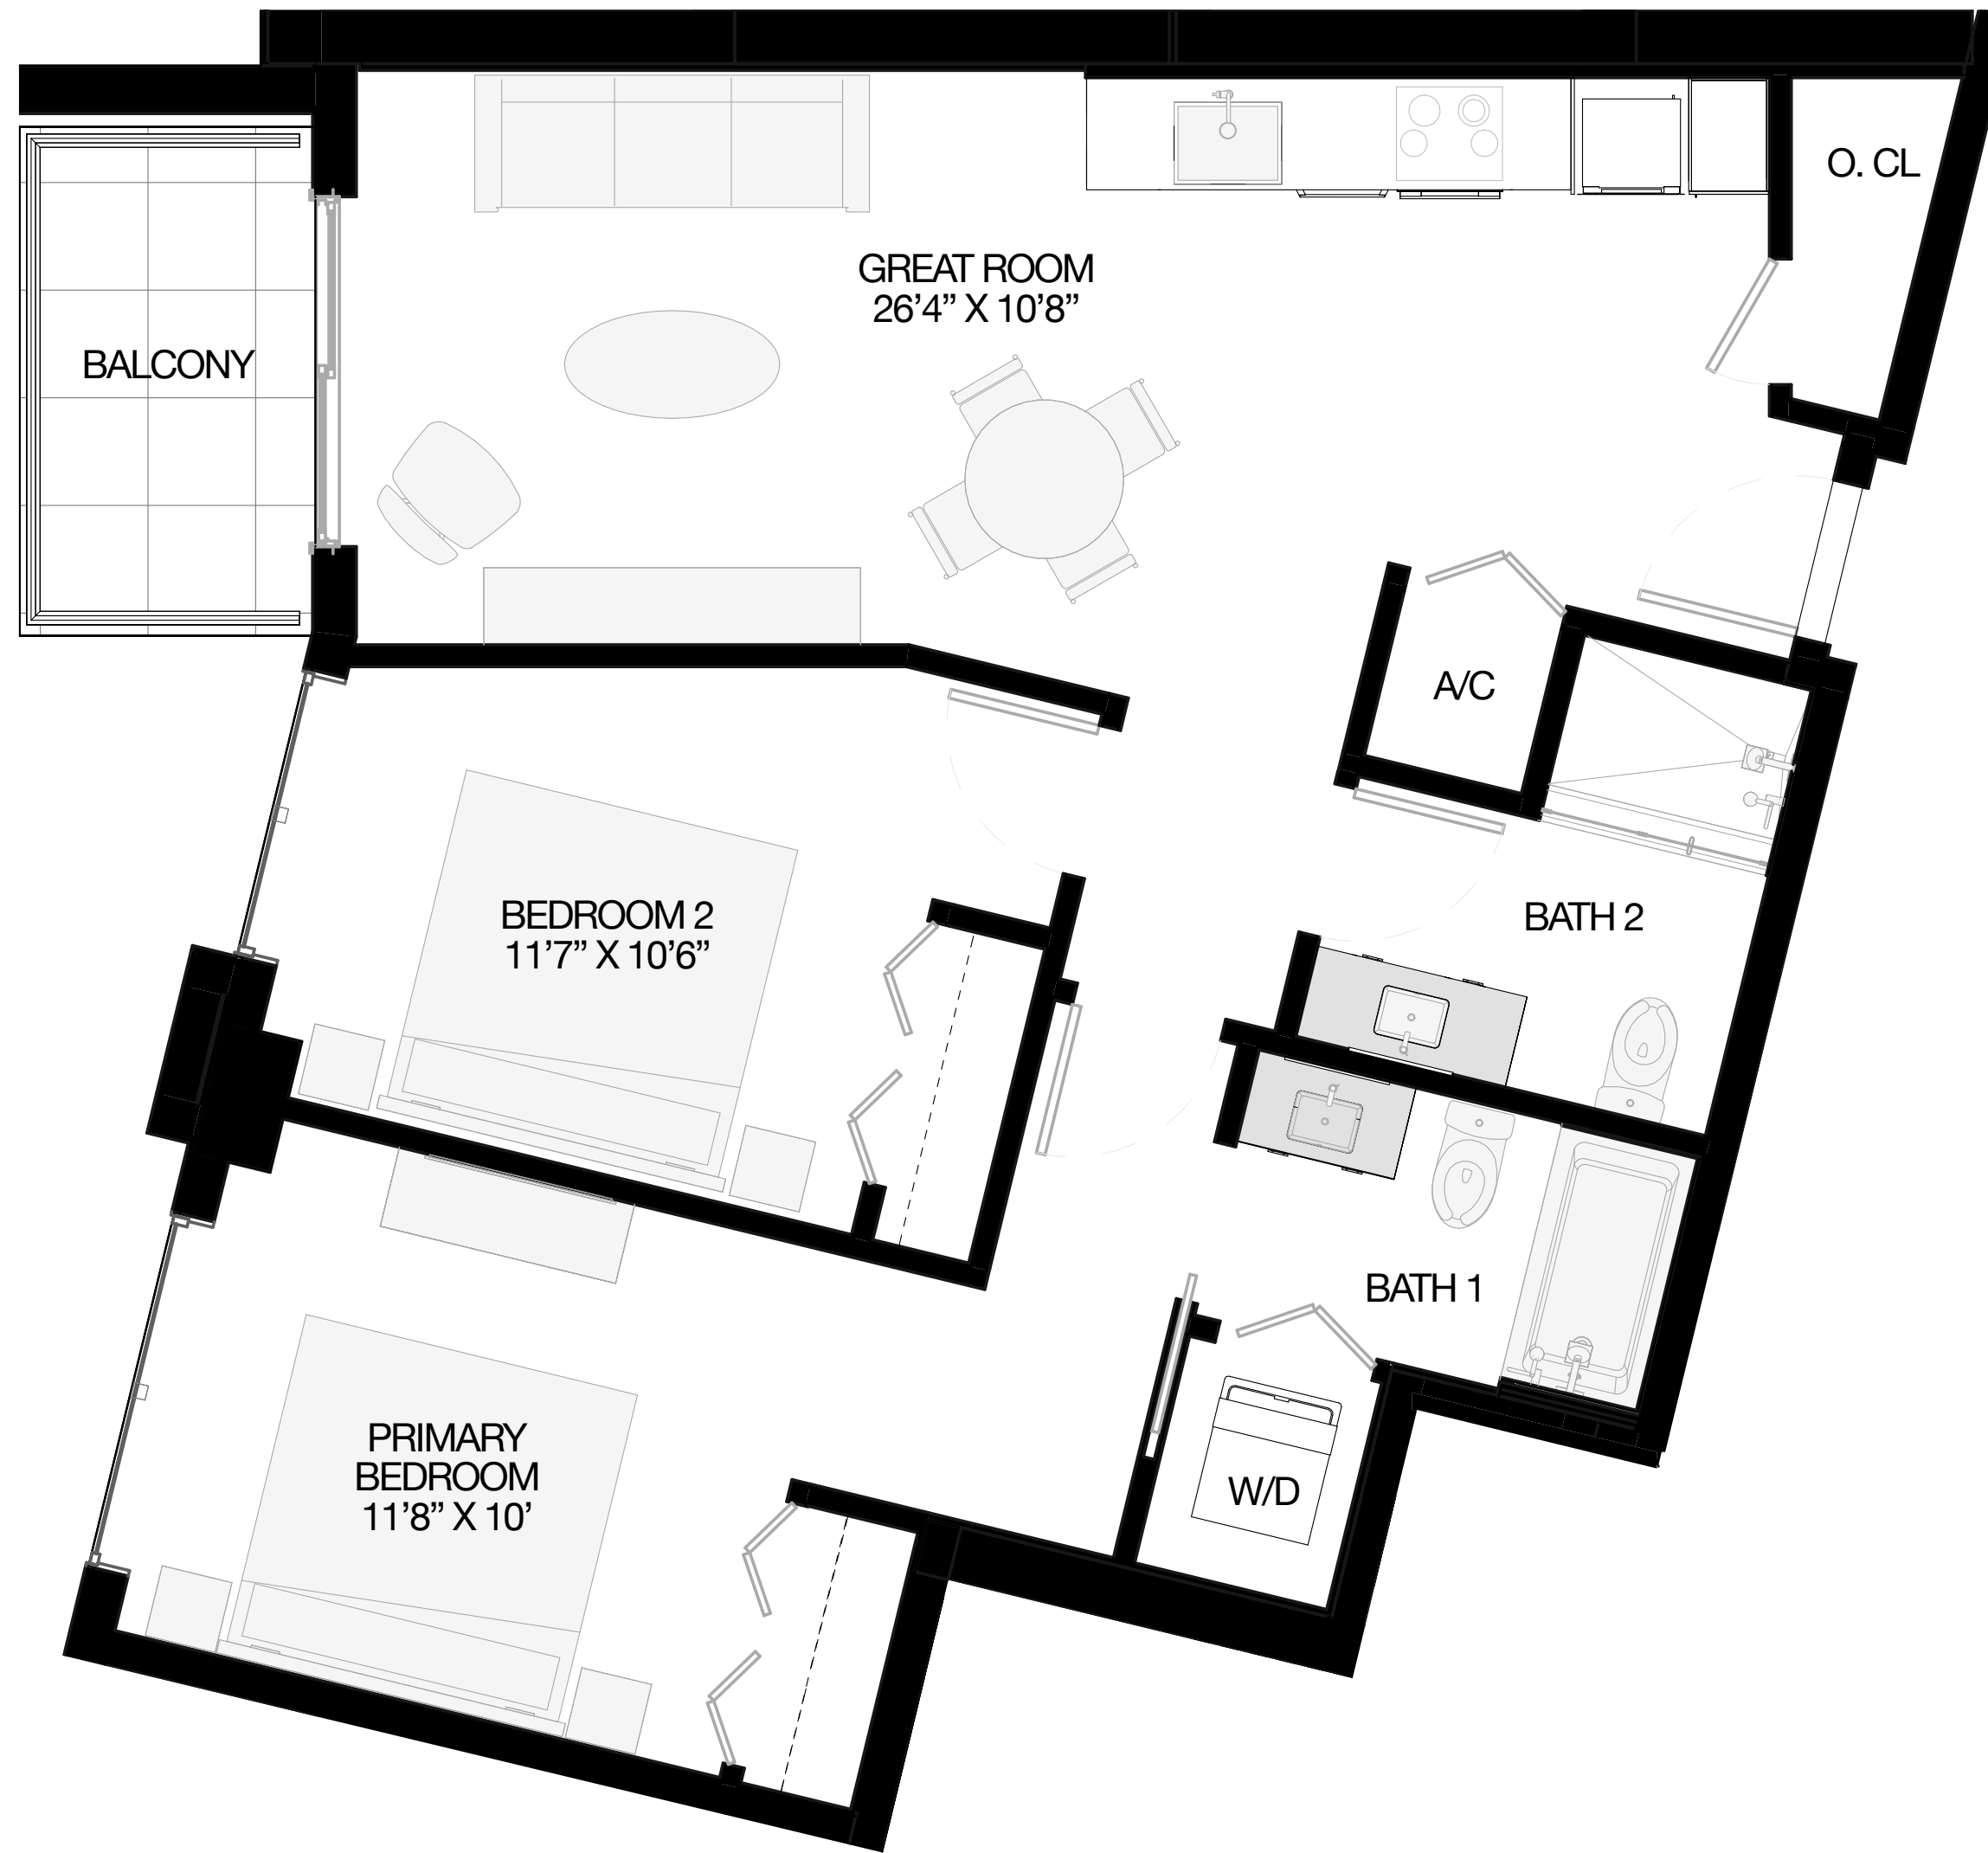 O. CL
GREAT ROOM
26’4” X 10’8”
BALCONY
A/C
BEDROOM 2
11’7” X 10’6”
BATH 2
BATH 1
PRIMARY
BEDROOM
11’8” X 10’
W/D